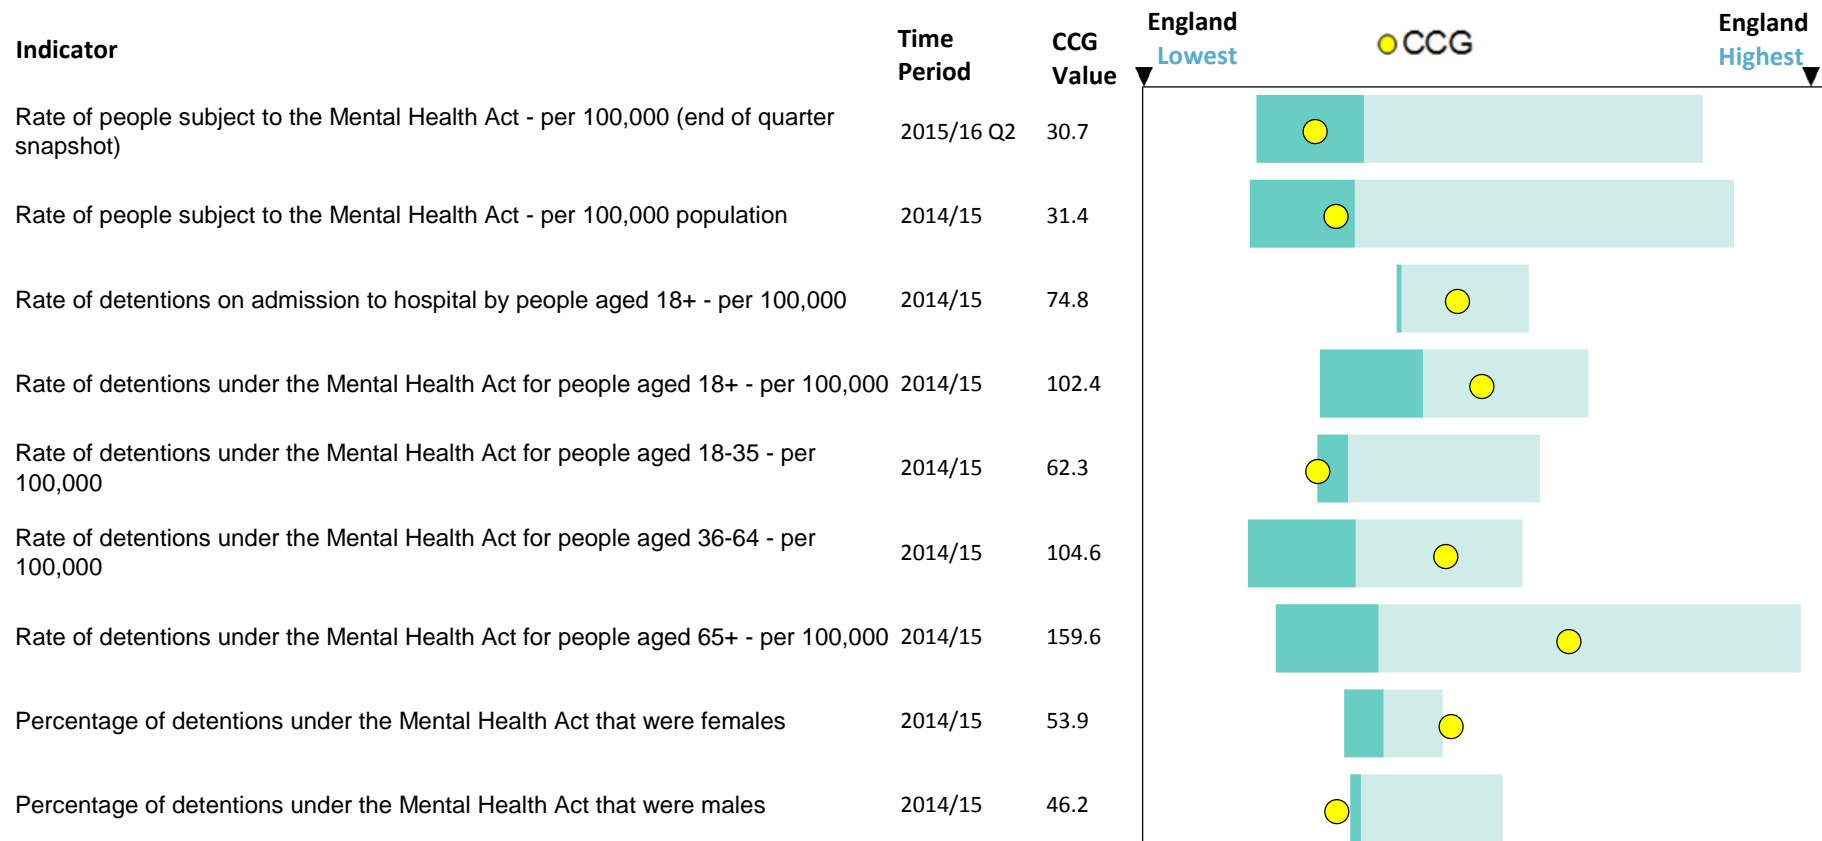 Indicator
Time Period
CCG Value
England Lowest
CCG
England Highest
Rate of people subject to the Mental Health Act - per 100,000 (end of quarter
snapshot)
2015/16 Q2 30.7
Rate of people subject to the Mental Health Act - per 100,000 population 2014/15 31.4
Rate of detentions on admission to hospital by people aged 18+ - per 100,000 2014/15 74.8
Rate of detentions under the Mental Health Act for people aged 18+ - per 100,000 2014/15 102.4
Rate of detentions under the Mental Health Act for people aged 18-35 - per
100,000
2014/15 62.3
Rate of detentions under the Mental Health Act for people aged 36-64 - per
100,000
2014/15 104.6
Rate of detentions under the Mental Health Act for people aged 65+ - per 100,000 2014/15 159.6
Percentage of detentions under the Mental Health Act that were females 2014/15 53.9
Percentage of detentions under the Mental Health Act that were males 2014/15 46.2